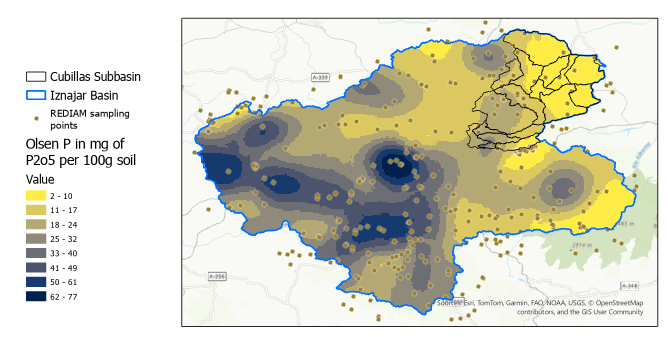 Cubillas Subbasin
Iznajar Basin
REDIAM sampling
points
Olsen P in mg of
P2o5 per 100g soil
Value
2 - 10
11 - 17
18 - 24
25 - 32
33 - 40
41 - 49
50 - 61
62 - 77
A-339
A-356
A-348
Sources: Esri, TomTom, Garmin, FAO, NOAA, USGS, © OpenStreetMap
contributors, and the GIS User Community